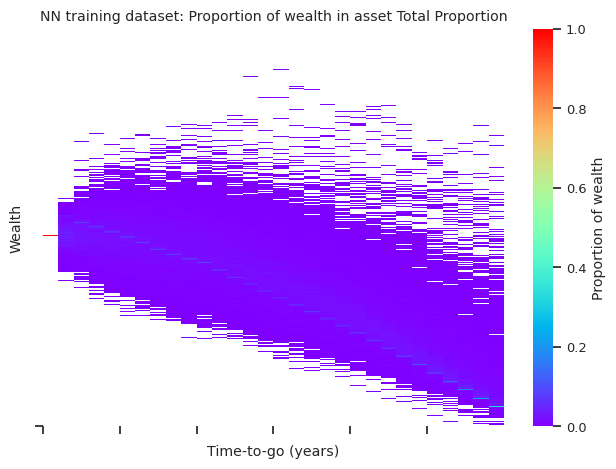 NN training dataset: Proportion of wealth in asset Total Proportion
Wealth
Time-to-go (years)
1.0
0.8
0.6
0.4
0.2
0.0
Proportion of wealth